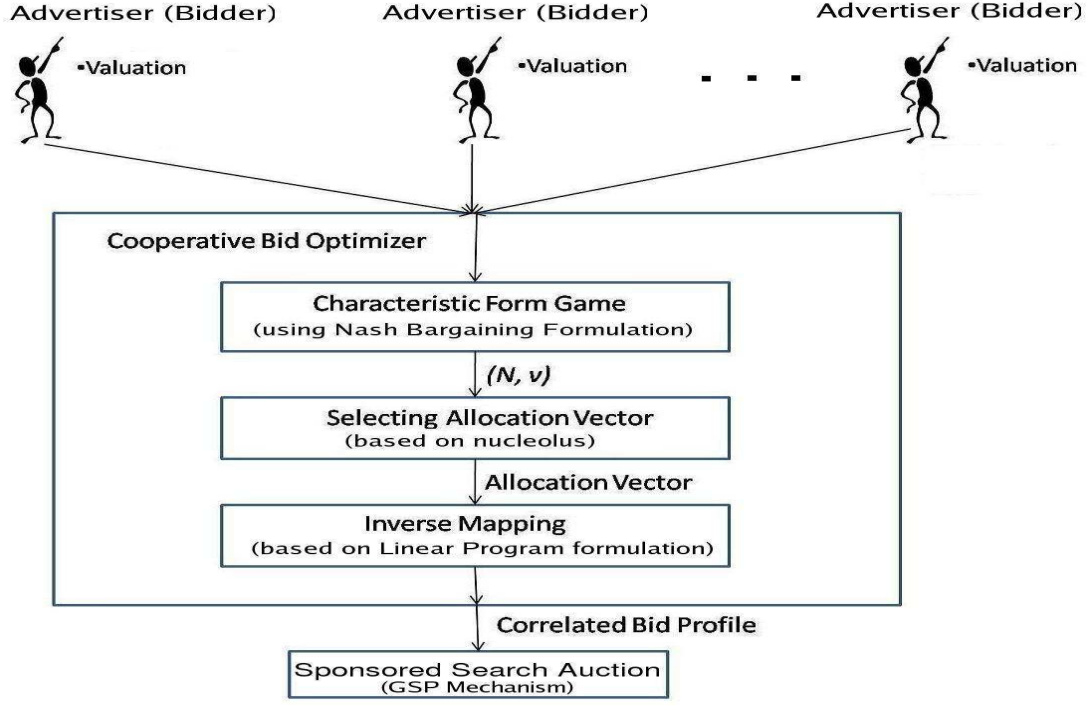 Advertiser (Bidder) Advertiser (Bidder) Advertiser (Bidder)
▪Valuation ▪Valuation ▪Valuation
Cooperative Bid Optimizer
Characteristic Form Game
(using Nash Bargaining Formulation)
(N, v)
Selecting Allocation Vector
(based on nucleolus)
Allocation Vector
Inverse Mapping
(based on Linear Program formulation)
Correlated Bid Profile
Sponsored Search Auction
(GSP Mechanism)